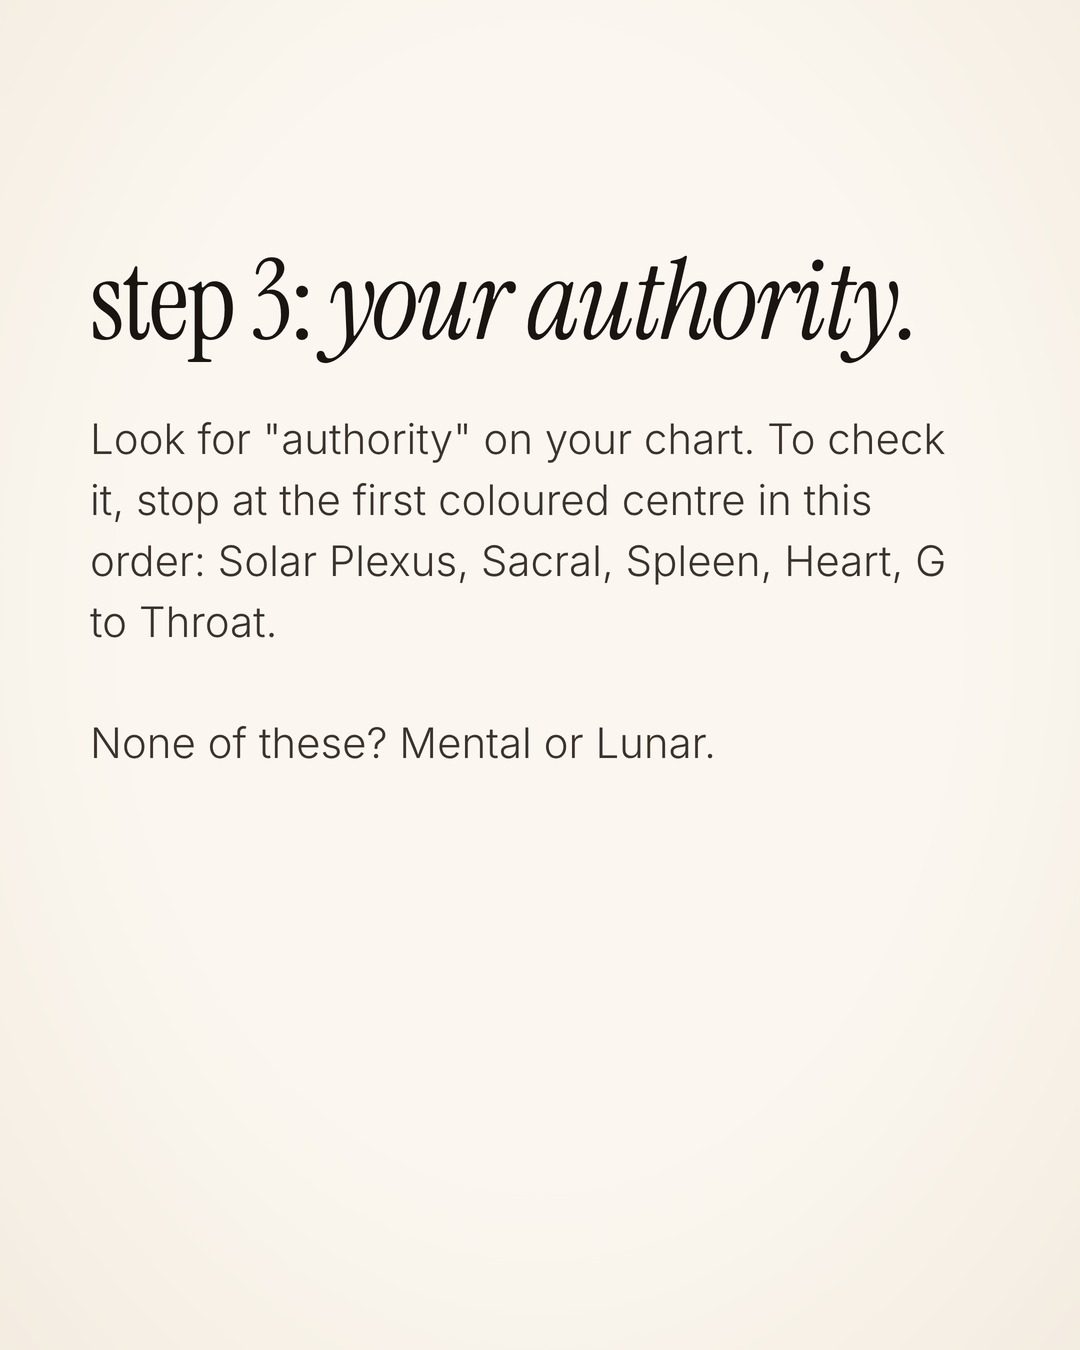 step 3: your authority.
Look for "authority" on your chart. To check
it, stop at the first coloured centre in this
order: Solar Plexus, Sacral, Spleen, Heart, G
to Throat.
None of these? Mental or Lunar.